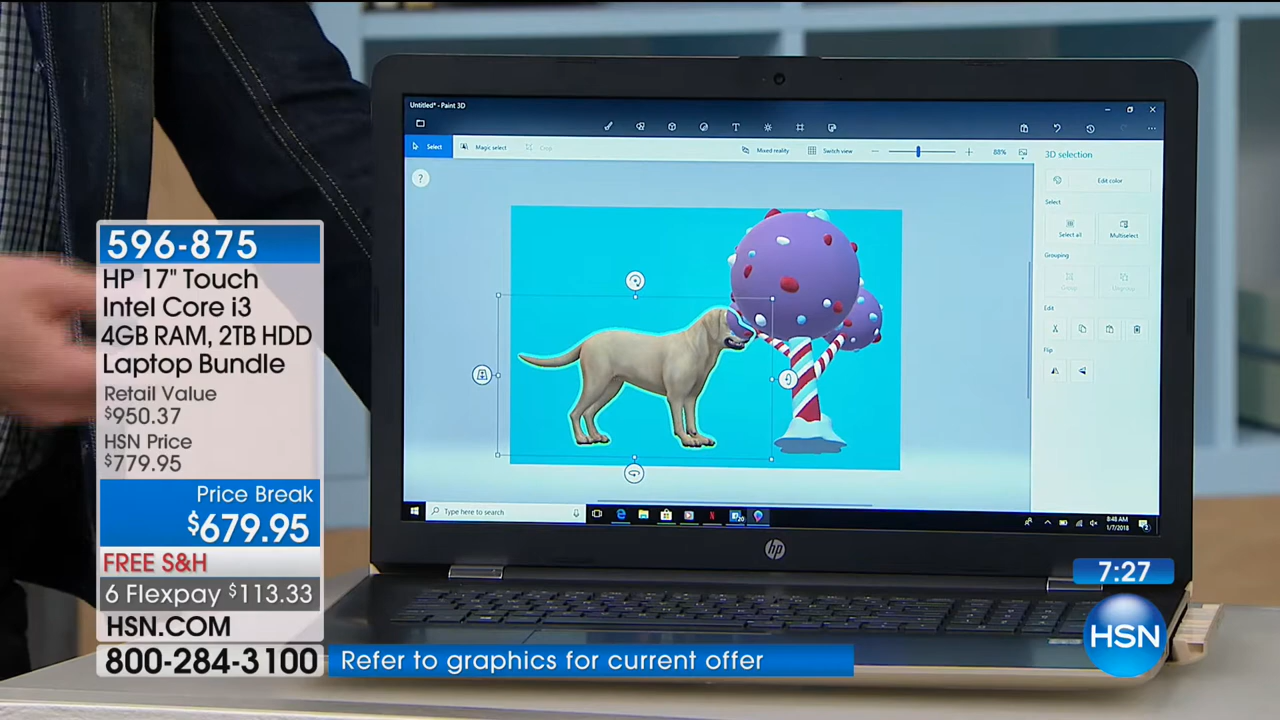 596-875
HP 17" Touch
Intel Core i3
4GB RAM, 2TB HDD
Laptop Bundle
Retail Value
$950.37
HSN Price
$779.95
Price Break
$679.95
FREE S&H
6 Flexpay $113.33
HSN.COM
800-284-3100
Refer to graphics for current offer
7:27
HSN
Untitled* - Paint 3D
Select
Magic select
Crop
Mixed reality
Switch view
88%
3D selection
?
Edit color
Select
Select all
Multiselect
Grouping
Group
Ungroup
Edit
Flip
Type here to search
8:48 AM
1/7/2018
hp